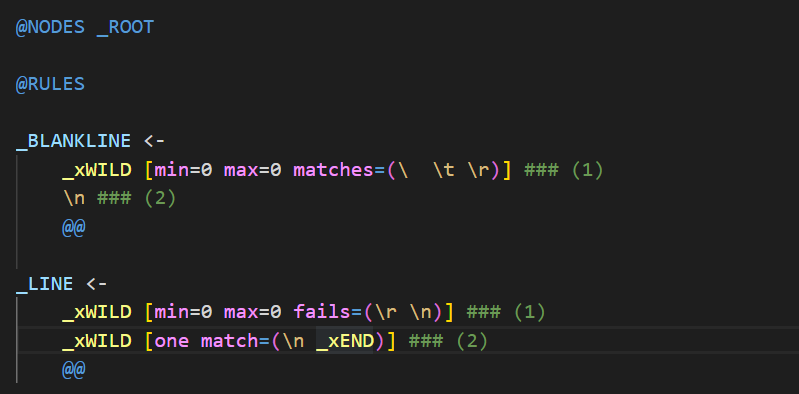 @NODES _ROOT
@RULES
_BLANKLINE <-
_xWILD [min=0 max=0 matches=(\  \t \r)] ### (1)
\n ### (2)
@@
_LINE <-
_xWILD [min=0 max=0 fails=(\r \n)] ### (1)
_xWILD [one match=(\n _xEND)] ### (2)
@@